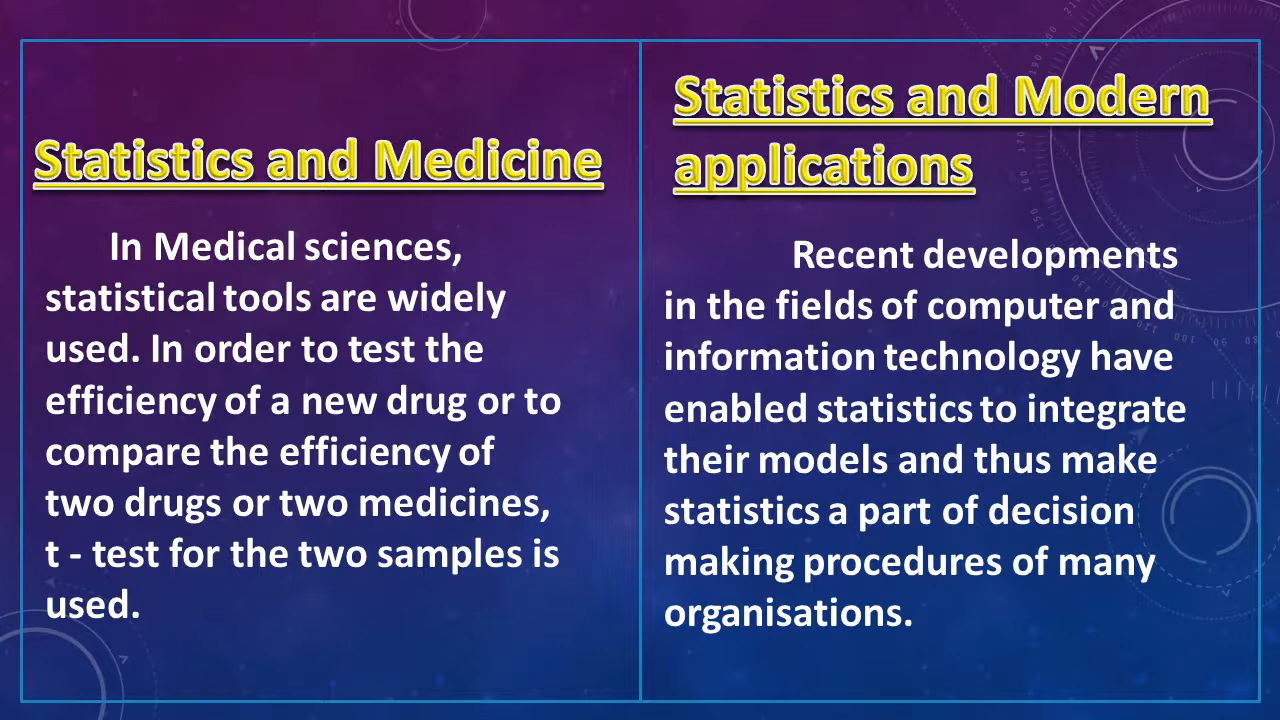 Statistics and Medicine
In Medical sciences,
statistical tools are widely
used. In order to test the
efficiency of a new drug or to
compare the efficiency of
two drugs or two medicines,
t - test for the two samples is
used.
Statistics and Modern
applications
Recent developments
in the fields of computer and
information technology have
enabled statistics to integrate
their models and thus make
statistics a part of decision
making procedures of many
organisations.